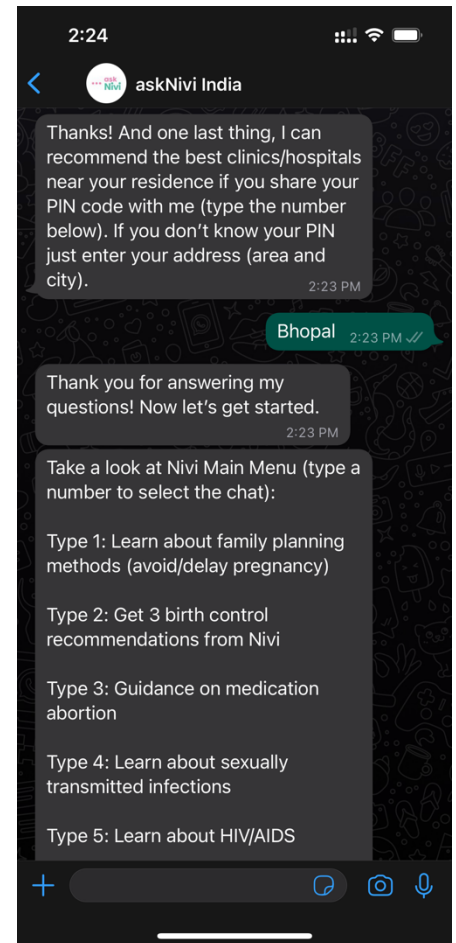 2:24
ask
Nivi
askNivi India
Thanks! And one last thing, I can
recommend the best clinics/hospitals
near your residence if you share your
PIN code with me (type the number
below). If you don’t know your PIN
just enter your address (area and
city).
2:23 PM
Bhopal 2:23 PM
Thank you for answering my
questions! Now let’s get started.
2:23 PM
Take a look at Nivi Main Menu (type a
number to select the chat):
Type 1: Learn about family planning
methods (avoid/delay pregnancy)
Type 2: Get 3 birth control
recommendations from Nivi
Type 3: Guidance on medication
abortion
Type 4: Learn about sexually
transmitted infections
Type 5: Learn about HIV/AIDS